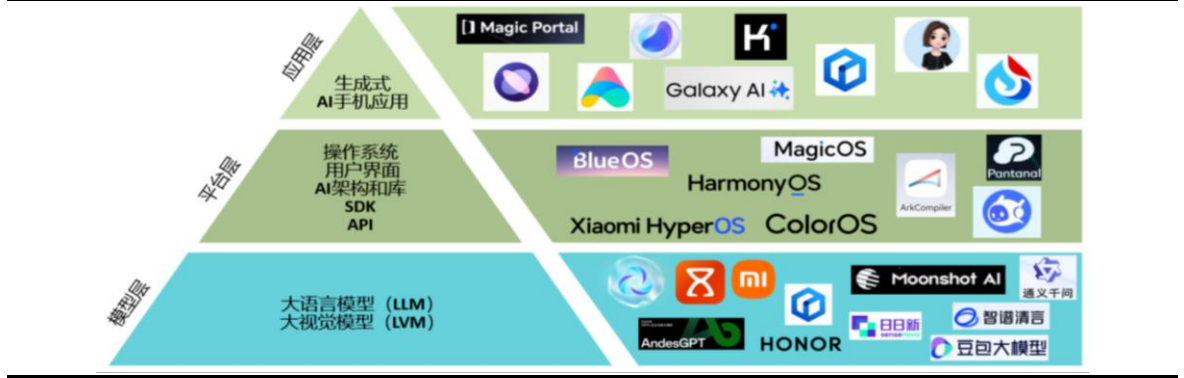 应用层
生成式
AI手机应用
Magic Portal
K
Galaxy AI
平台层
操作系统
用户界面
AI架构和库
SDK
API
BlueOS
MagicOS
HarmonyOS
Xiaomi HyperOS
ColorOS
ArkCompiler
Pantanal
模型层
大语言模型（LLM）
大视觉模型（LVM）
AndesGPT
HONOR
Moonshot AI
通义千问
日日新
sensenova
智谱清言
豆包大模型